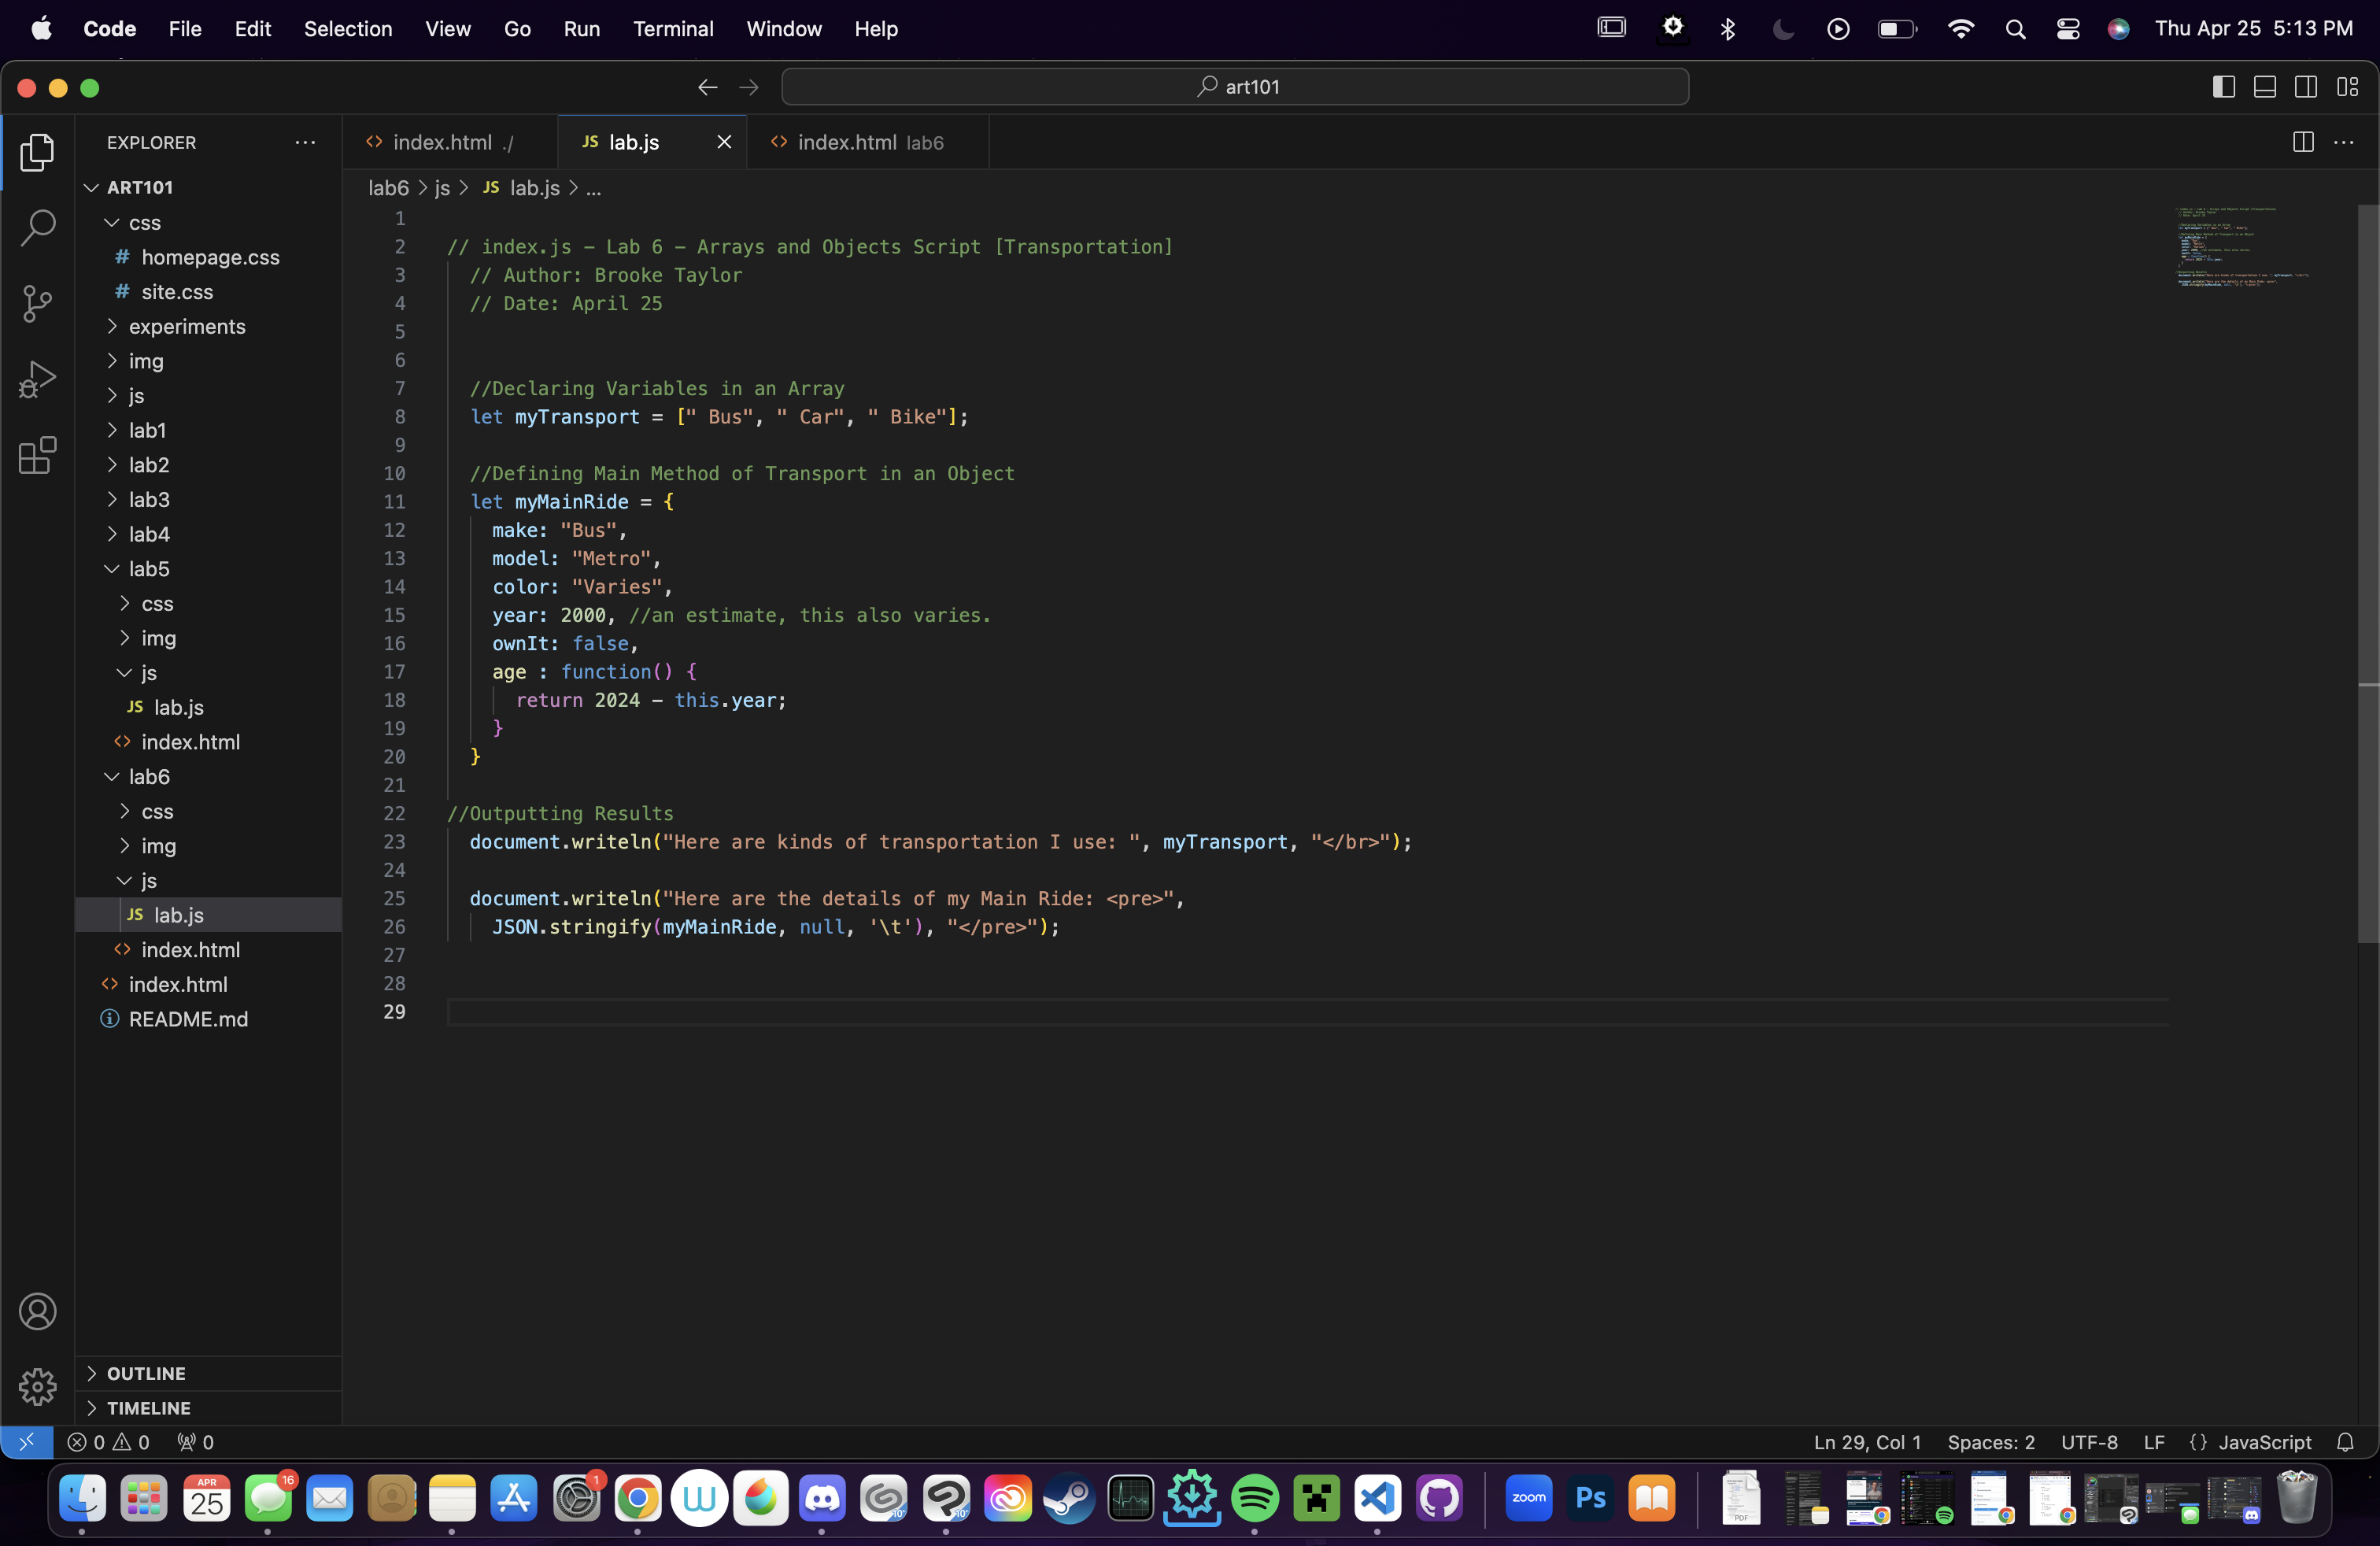 Code File Edit Selection View Go Run Terminal Window Help Thu Apr 25 5:13 PM
art101
EXPLORER
index.html ./
JS lab.js
index.html lab6
lab6 > js > JS lab.js > ...
ART101
css
# homepage.css
# site.css
experiments
img
js
lab1
lab2
lab3
lab4
lab5
css
img
js
JS lab.js
index.html
lab6
css
img
js
JS lab.js
index.html
index.html
README.md
OUTLINE
TIMELINE
1
2 // index.js - Lab 6 - Arrays and Objects Script [Transportation]
3 // Author: Brooke Taylor
4 // Date: April 25
5
6
7 //Declaring Variables in an Array
8 let myTransport = [" Bus", " Car", " Bike"];
9
10 //Defining Main Method of Transport in an Object
11 let myMainRide = {
12 make: "Bus",
13 model: "Metro",
14 color: "Varies",
15 year: 2000, //an estimate, this also varies.
16 ownIt: false,
17 age : function() {
18 return 2024 - this.year;
19 }
20 }
21
22 //Outputting Results
23 document.writeln("Here are kinds of transportation I use: ", myTransport, "</br>");
24
25 document.writeln("Here are the details of my Main Ride: <pre>",
26 JSON.stringify(myMainRide, null, '\t'), "</pre>");
27
28
29
0 0 0
Ln 29, Col 1 Spaces: 2 UTF-8 LF {} JavaScript
APR
25
16
1
zoom
Ps
PDF